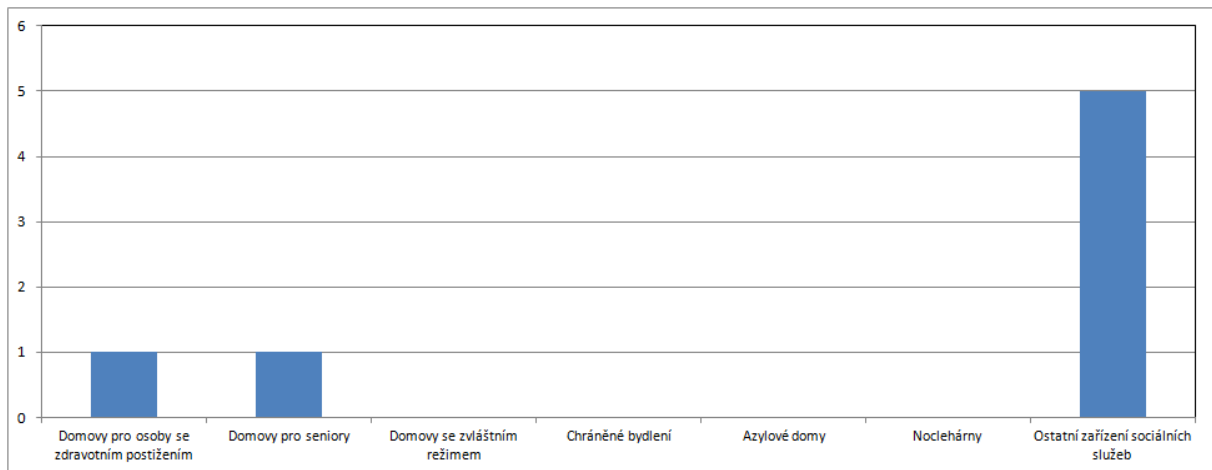 6
5
4
3
2
1
0
Domovy pro osoby se
zdravotním postižením
Domovy pro seniory
Domovy se zvláštním
režimem
Chráněné bydlení
Azylové domy
Noclehárny
Ostatní zařízení sociálních
služeb